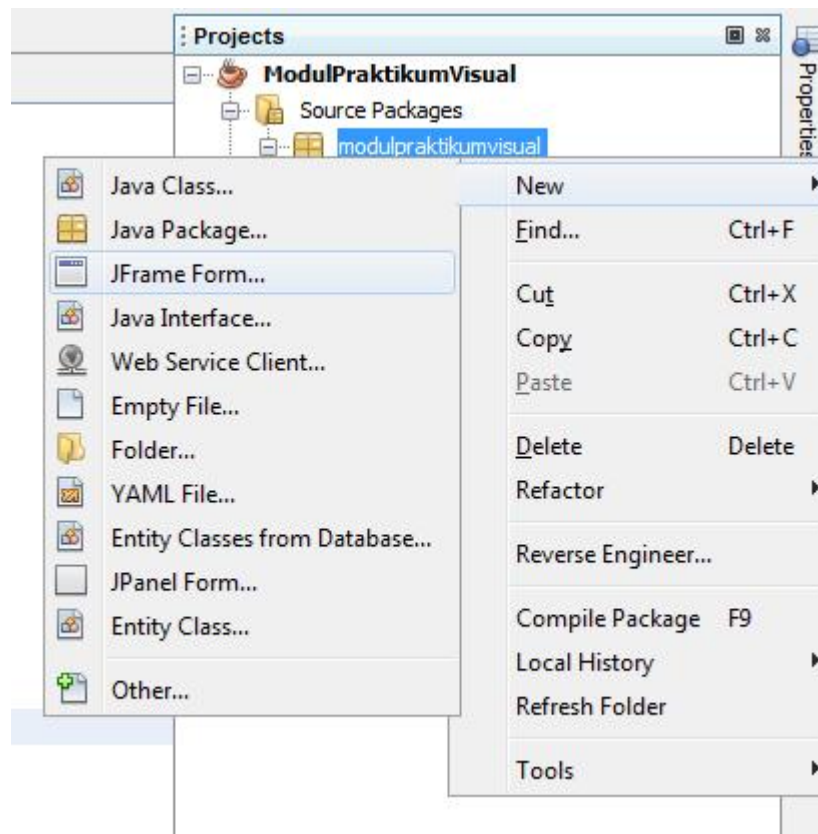 Projects
ModulPraktikumVisual
Source Packages
modulpraktikumvisual
Properties
Java Class...
Java Package...
JFrame Form...
Java Interface...
Web Service Client...
Empty File...
Folder...
YAML File...
Entity Classes from Database...
JPanel Form...
Entity Class...
Other...
New
Find... Ctrl+F
Cut Ctrl+X
Copy Ctrl+C
Paste Ctrl+V
Delete Delete
Refactor
Reverse Engineer...
Compile Package F9
Local History
Refresh Folder
Tools